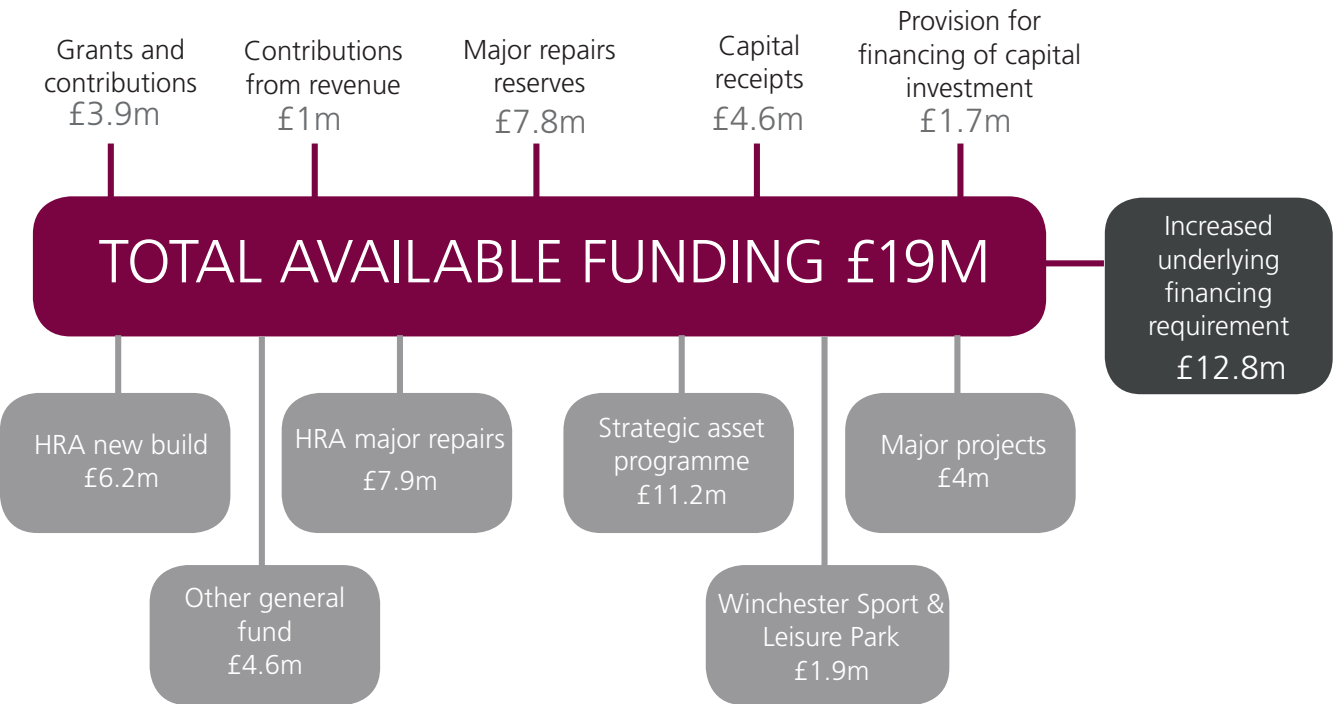 Grants and
contributions
£3.9m
Contributions
from revenue
£1m
Major repairs
reserves
£7.8m
Capital
receipts
£4.6m
Provision for
financing of capital
investment
£1.7m
TOTAL AVAILABLE FUNDING £19M
Increased
underlying
financing
requirement
£12.8m
HRA new build
£6.2m
HRA major repairs
£7.9m
Strategic asset
programme
£11.2m
Major projects
£4m
Other general
fund
£4.6m
Winchester Sport &
Leisure Park
£1.9m